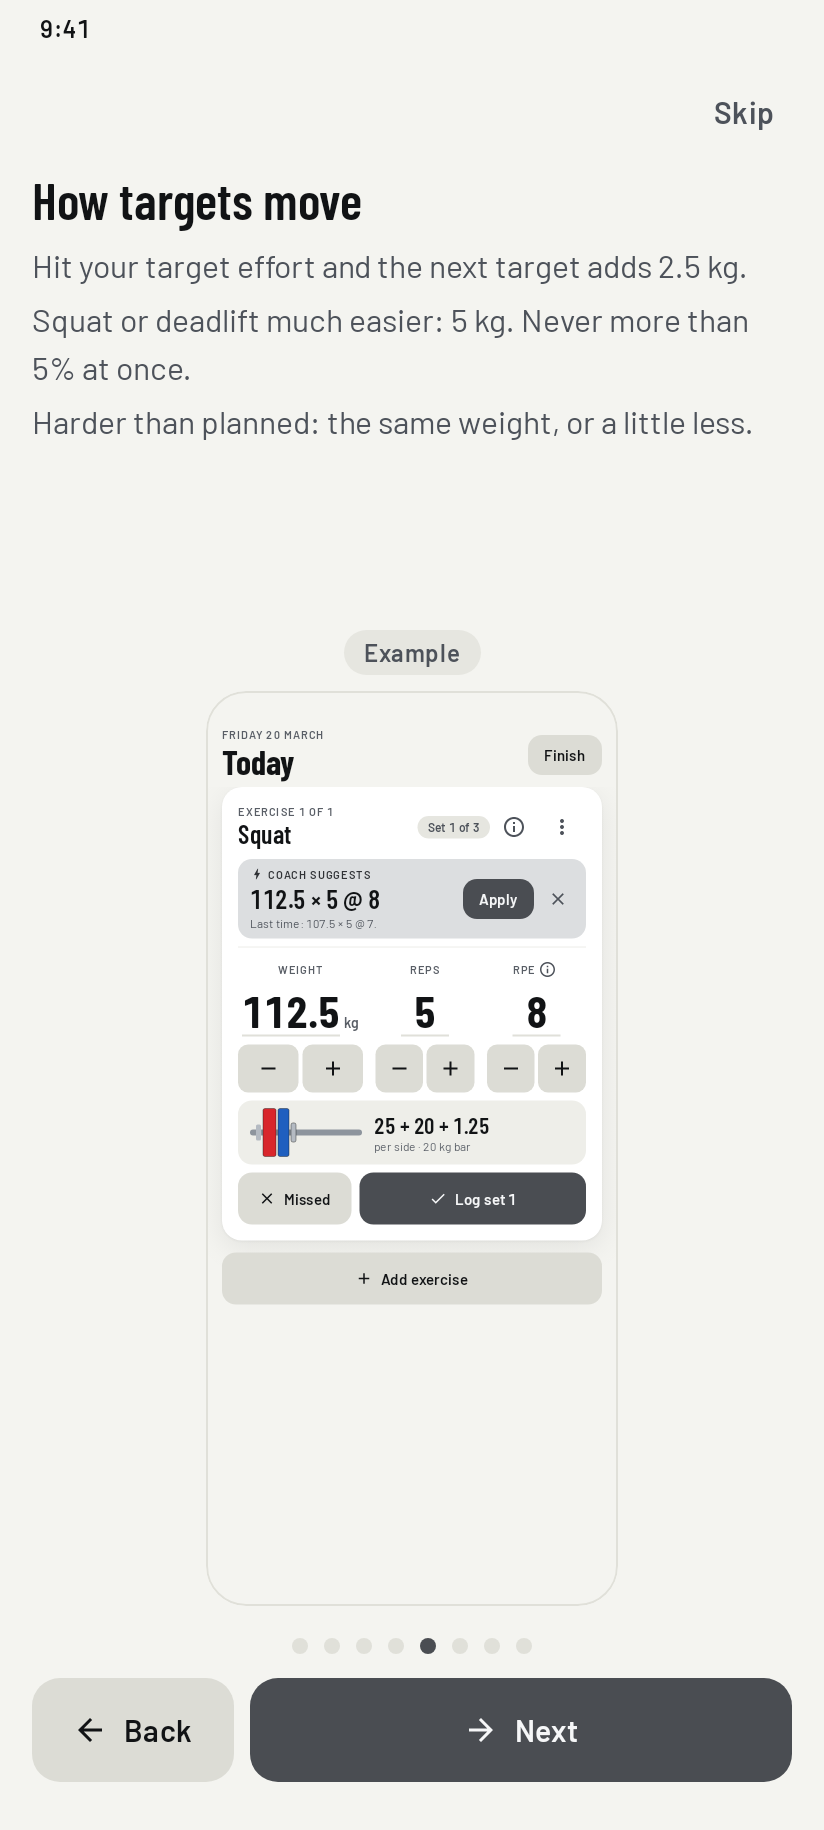 9:41
Skip
How targets move
Hit your target effort and the next target adds 2.5 kg.
Squat or deadlift much easier: 5 kg. Never more than
5% at once.
Harder than planned: the same weight, or a little less.
Example
FRIDAY 20 MARCH
Today
Finish
EXERCISE 1 OF 1
Squat
Set 1 of 3
COACH SUGGESTS
112.5 × 5 @ 8
Last time: 107.5 × 5 @ 7.
Apply
WEIGHT
REPS
RPE
112.5 kg
5
8
25 + 20 + 1.25
per side · 20 kg bar
Missed
Log set 1
Add exercise
Back
Next